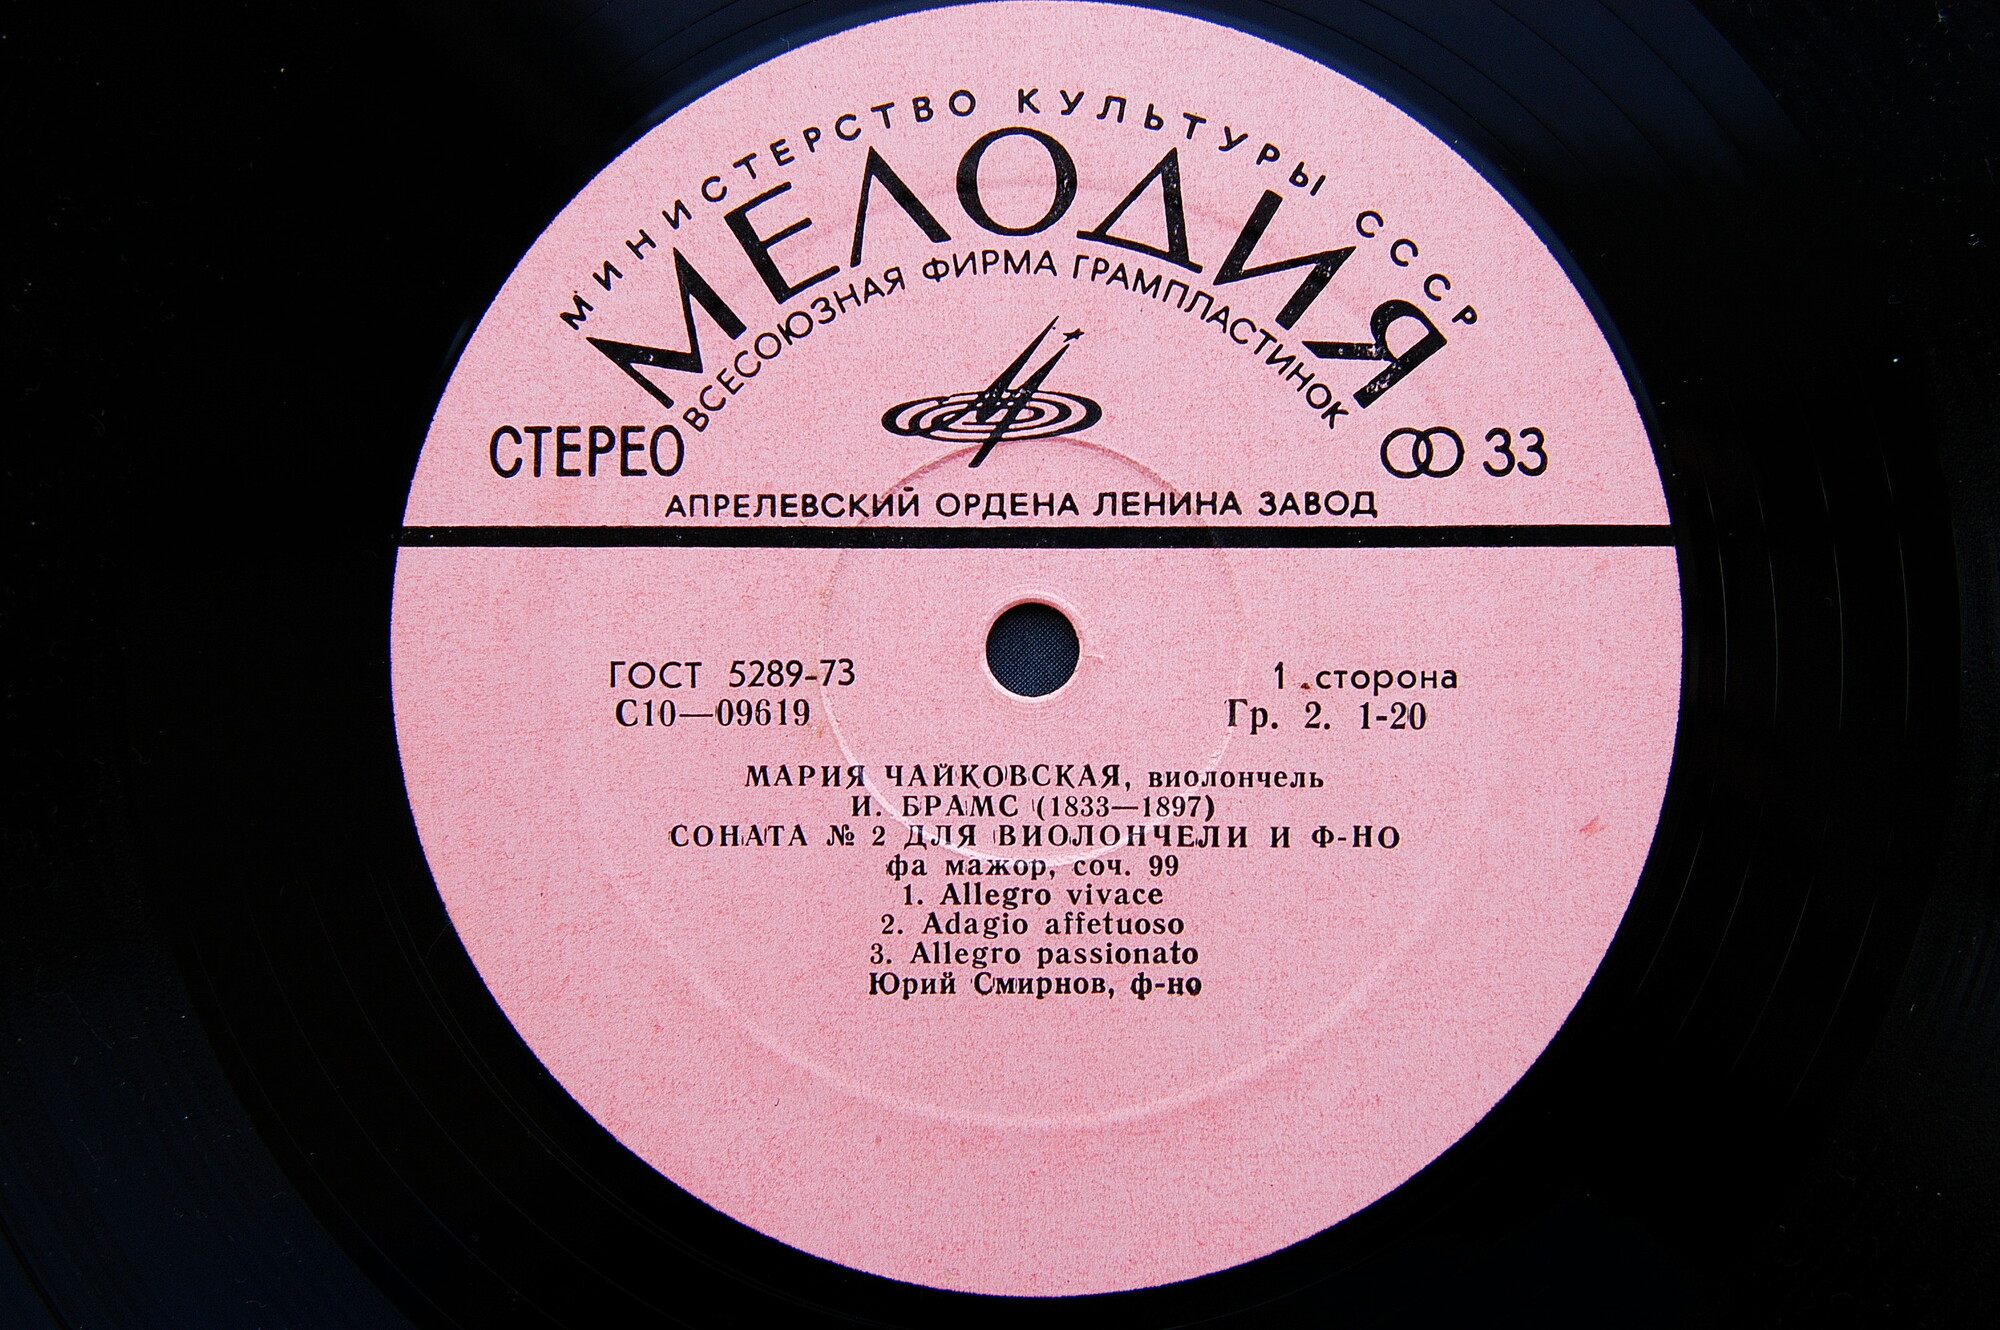 МИНИСТЕРСТВО КУЛЬТУРЫ СССР
МЕЛОДИЯ
ВСЕСОЮЗНАЯ ФИРМА ГРАМПЛАСТИНОК
СТЕРЕО
33
АПРЕЛЕВСКИЙ ОРДЕНА ЛЕНИНА ЗАВОД
ГОСТ 5289-73
1 сторона
С10—09619
Гр. 2. 1-20
МАРИЯ ЧАЙКОВСКАЯ, виолончель
И. БРАМС (1833—1897)
СОНАТА № 2 ДЛЯ ВИОЛОНЧЕЛИ И Ф-НО
фа мажор, соч. 99
1. Allegro vivace
2. Adagio affetuoso
3. Allegro passionato
Юрий Смирнов, ф-но